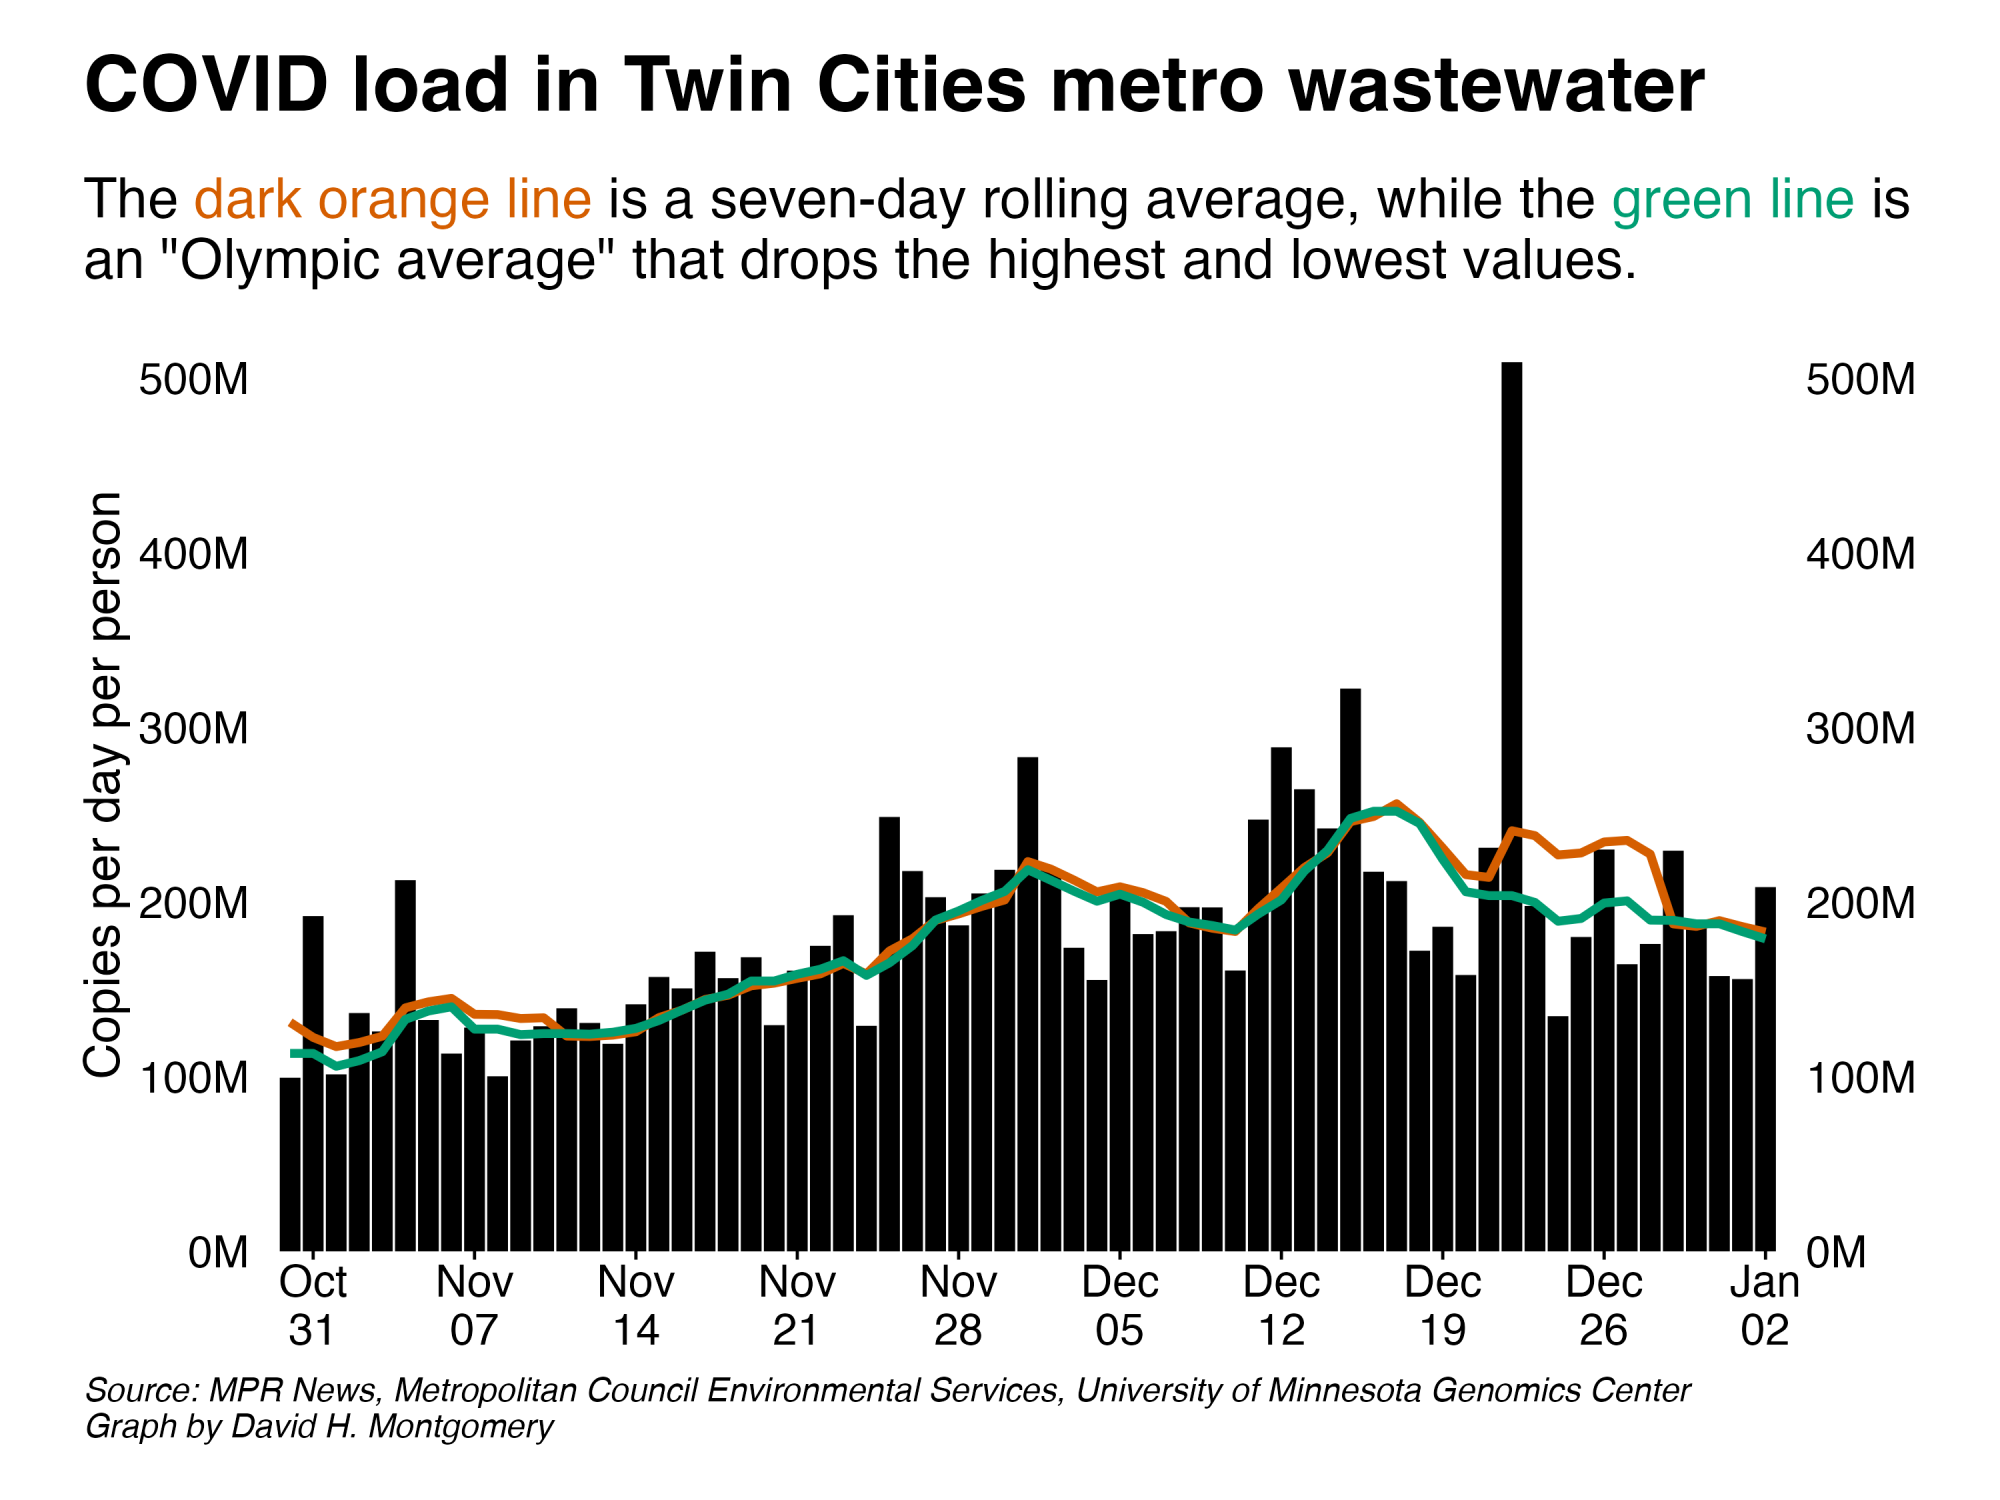 COVID load in Twin Cities metro wastewater
The dark orange line is a seven-day rolling average, while the green line is
an "Olympic average" that drops the highest and lowest values.
Copies per day per person
500M
400M
300M
200M
100M
0M
500M
400M
300M
200M
100M
0M
Oct 31
Nov 07
Nov 14
Nov 21
Nov 28
Dec 05
Dec 12
Dec 19
Dec 26
Jan 02
Source: MPR News, Metropolitan Council Environmental Services, University of Minnesota Genomics Center
Graph by David H. Montgomery